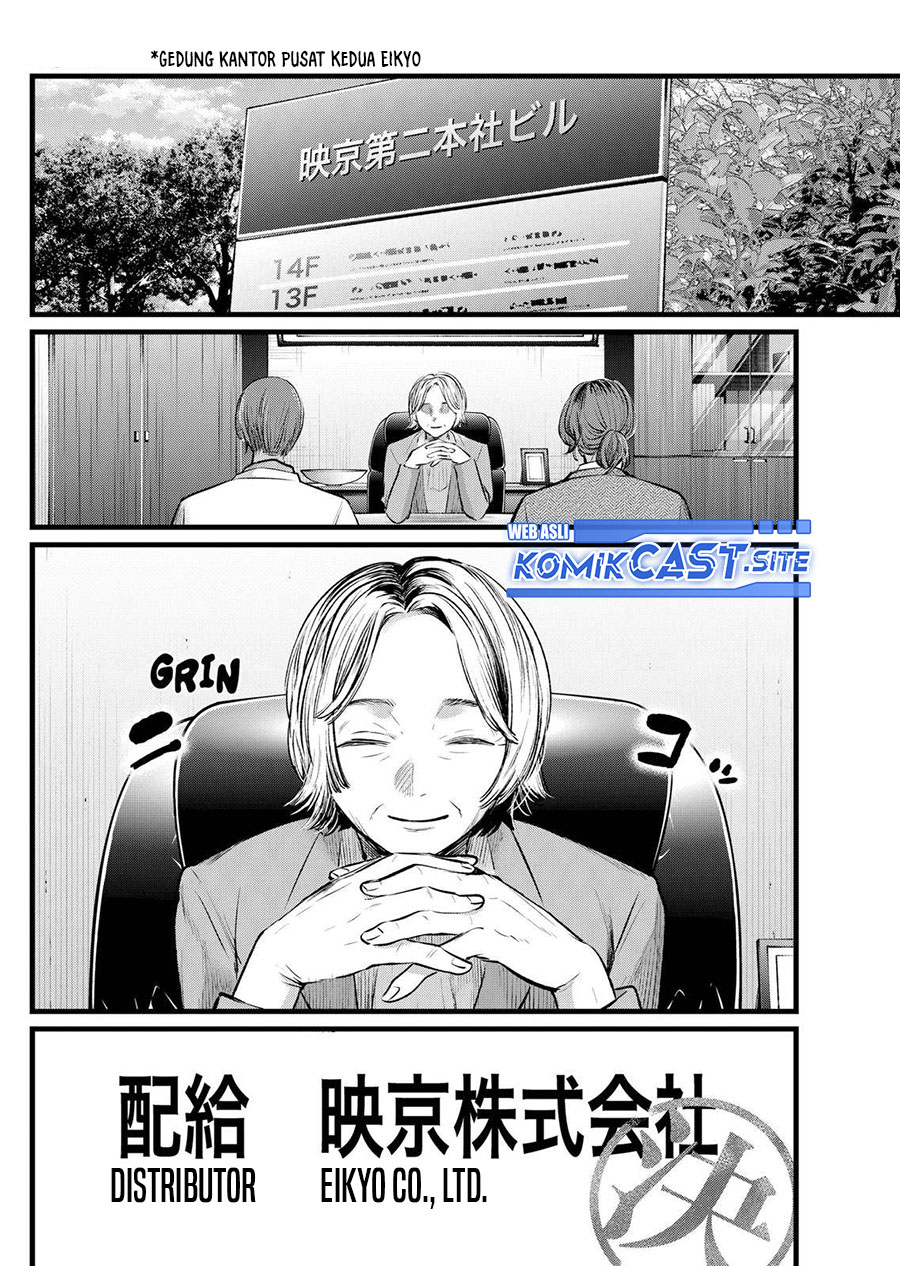 *GEDUNG KANTOR PUSAT KEDUA EIKYO
映京第二本社ビル
14F
13F
WEB ASLI
KOMIKCAST.SITE
GRIN
ニコッ
配給 映京株式会社
DISTRIBUTOR EIKYO CO., LTD.
決